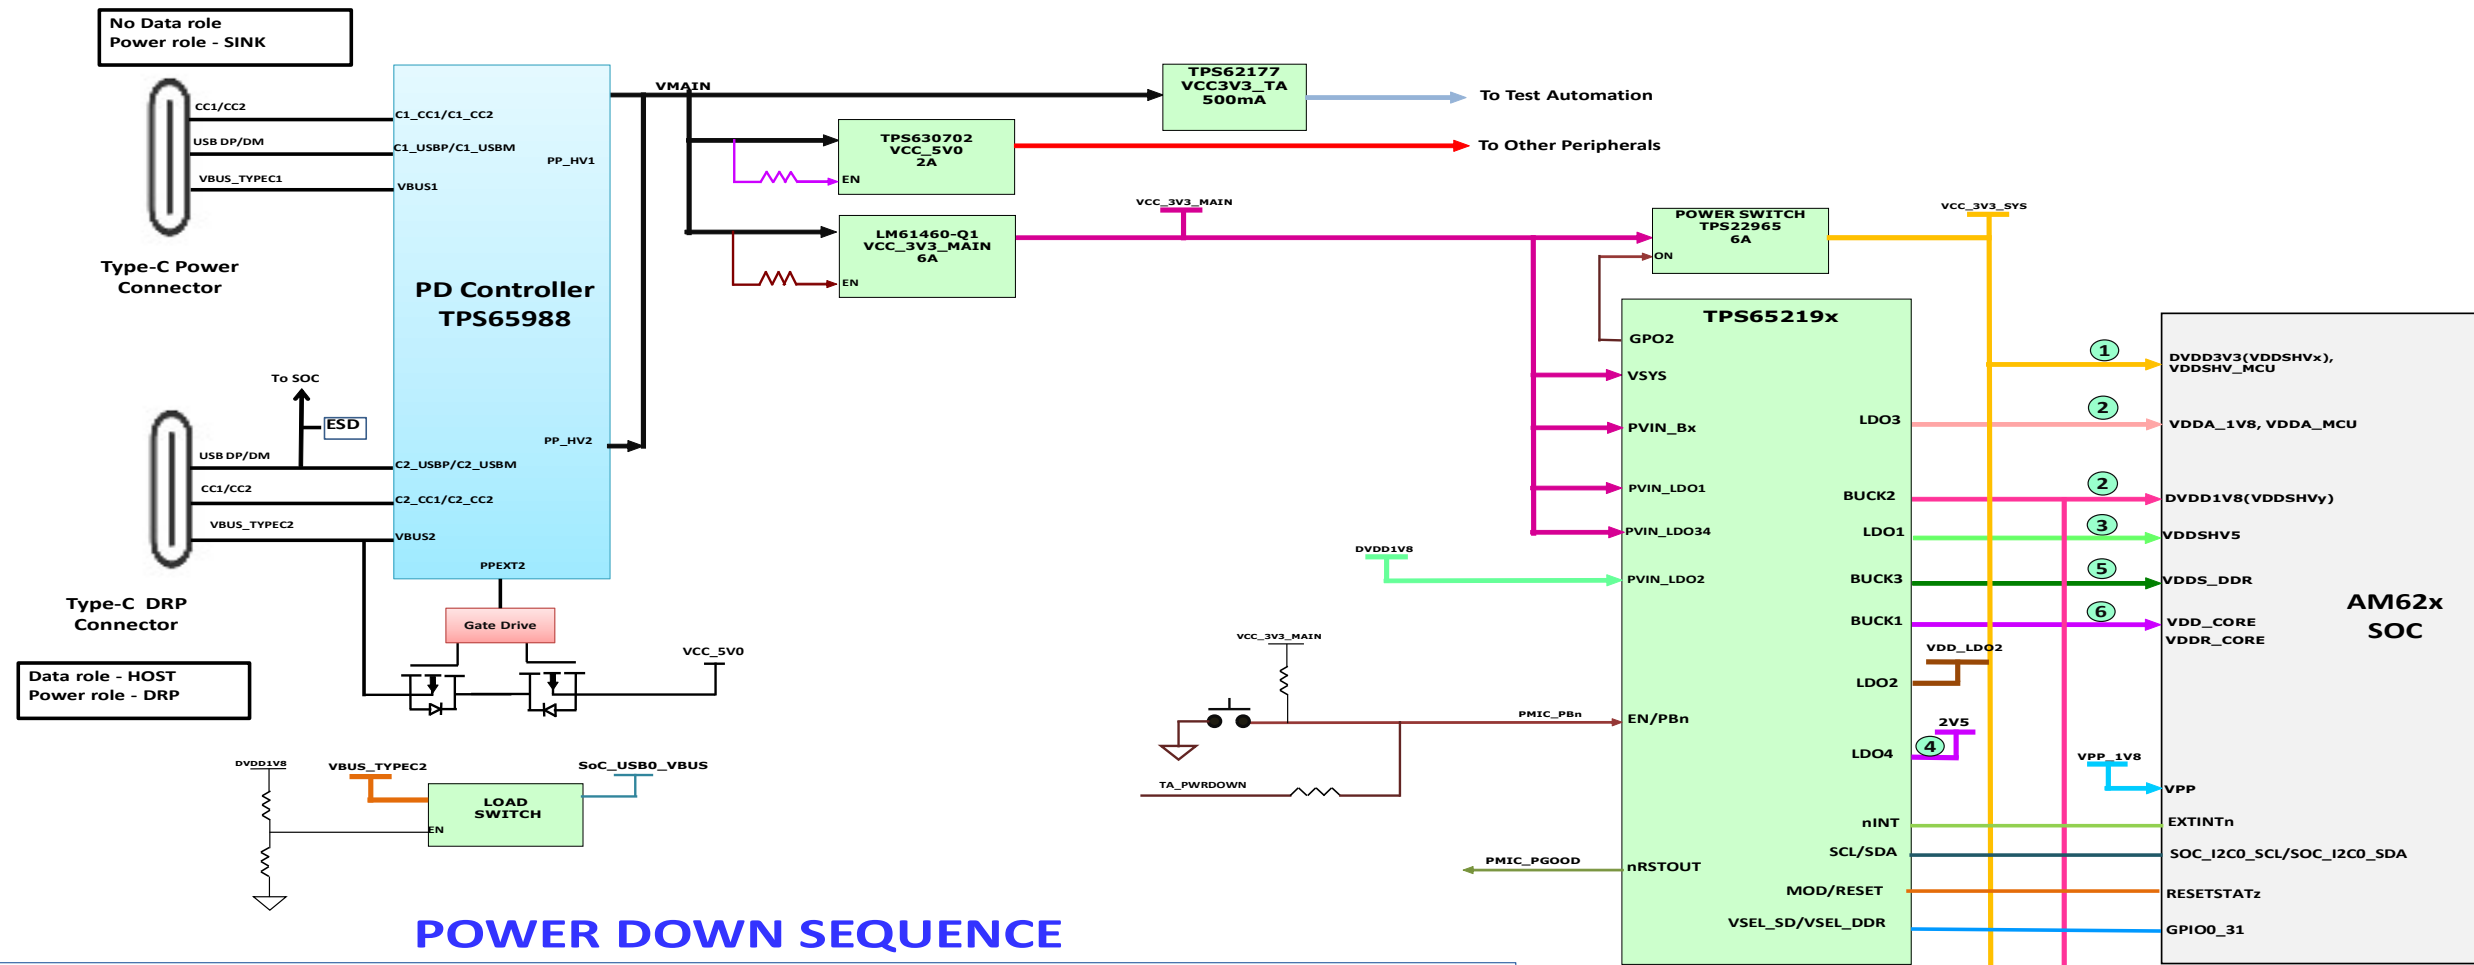 No Data role
Power role - SINK
CC1/CC2
USB DP/DM
VBUS_TYPEC1
Type-C Power
Connector
C1_CC1/C1_CC2
C1_USBP/C1_USBM
PP_HV1
VBUS1
PD Controller
TPS65988
PP_HV2
C2_USBP/C2_USBM
C2_CC1/C2_CC2
VBUS2
PPEXT2
To SOC
ESD
USB DP/DM
CC1/CC2
VBUS_TYPEC2
Type-C DRP
Connector
Data role - HOST
Power role - DRP
Gate Drive
VCC_5V0
DVDD1V8
VBUS_TYPEC2
SoC_USB0_VBUS
LOAD
SWITCH
EN
VMAIN
TPS62177
VCC3V3_TA
500mA
To Test Automation
TPS630702
VCC_5V0
2A
EN
To Other Peripherals
LM61460-Q1
VCC_3V3_MAIN
6A
EN
VCC_3V3_MAIN
POWER SWITCH
TPS22965
6A
ON
VCC_3V3_SYS
TPS65219x
GPO2
VSYS
PVIN_Bx
PVIN_LDO1
PVIN_LDO34
DVDD1V8
PVIN_LDO2
VCC_3V3_MAIN
PMIC_PBn
EN/PBn
TA_PWRDOWN
PMIC_PGOOD
nRSTOUT
LDO3
BUCK2
LDO1
BUCK3
BUCK1
LDO2
LDO4
nINT
SCL/SDA
MOD/RESET
VSEL_SD/VSEL_DDR
1
2
2
3
5
6
VDD_LDO2
2V5
4
VPP_1V8
DVDD3V3(VDDSHVx),
VDDSHV_MCU
VDDA_1V8, VDDA_MCU
DVDD1V8(VDDSHVy)
VDDSHV5
VDDS_DDR
VDD_CORE
VDDR_CORE
AM62x
SOC
VPP
EXTINTn
SOC_I2C0_SCL/SOC_I2C0_SDA
RESETSTATz
GPIO0_31
POWER DOWN SEQUENCE